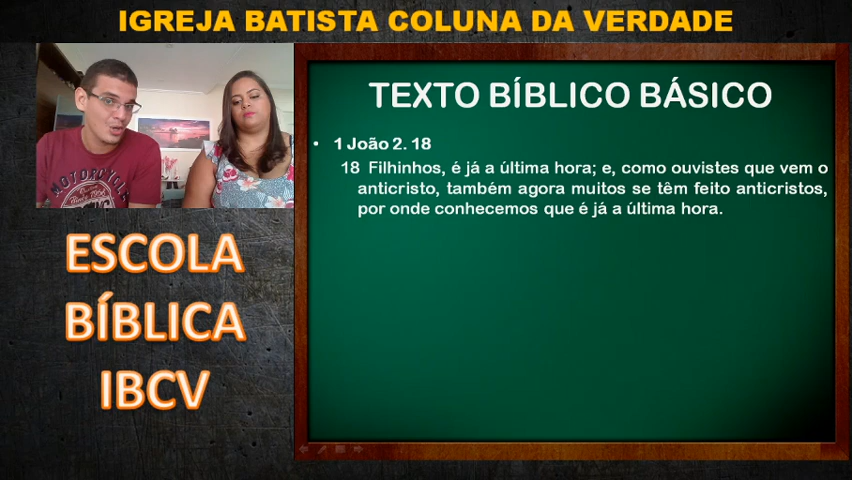 IGREJA BATISTA COLUNA DA VERDADE
TEXTO BÍBLICO BÁSICO
• 1 João 2. 18
18 Filhinhos, é já a última hora; e, como ouvistes que vem o
anticristo, também agora muitos se têm feito anticristos,
por onde conhecemos que é já a última hora.
MOTORCYCLE
ESCOLA
BÍBLICA
IBCV